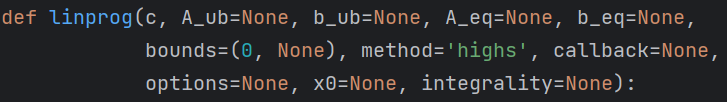 def linprog(c, A_ub=None, b_ub=None, A_eq=None, b_eq=None,
bounds=(0, None), method='highs', callback=None,
options=None, x0=None, integrality=None):